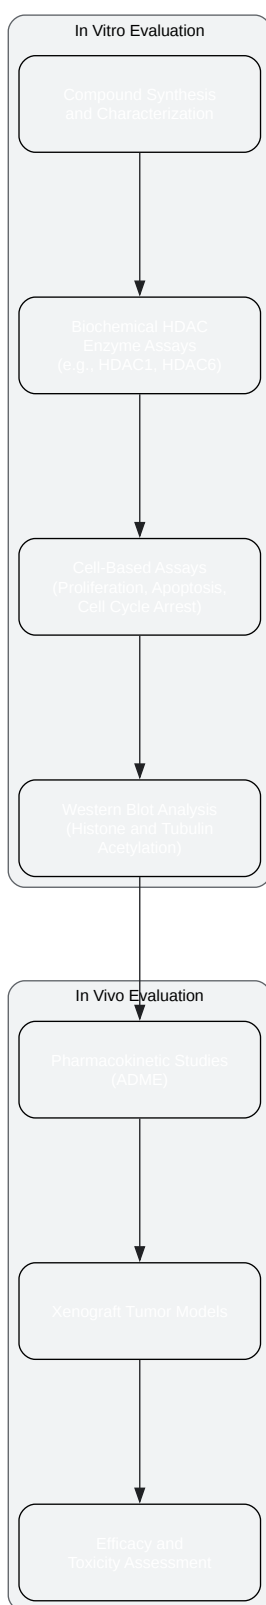 In Vitro Evaluation
Compound Synthesis
and Characterization
Biochemical HDAC
Enzyme Assays
(e.g., HDAC1, HDAC6)
Cell-Based Assays
(Proliferation, Apoptosis,
Cell Cycle Arrest)
Western Blot Analysis
(Histone and Tubulin
Acetylation)
In Vivo Evaluation
Pharmacokinetic Studies
(ADME)
Xenograft Tumor Models
Efficacy and
Toxicity Assessment